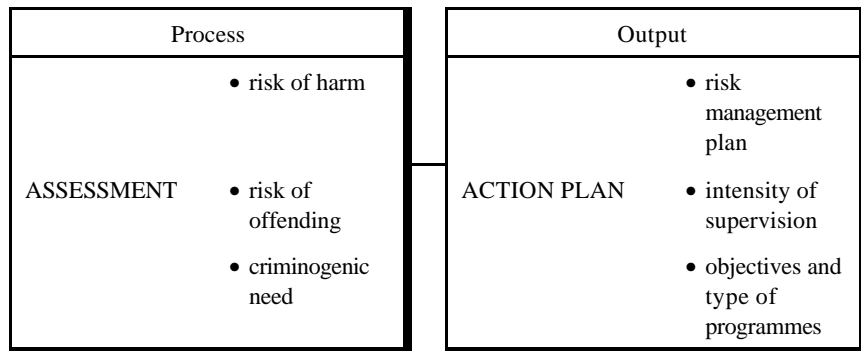 Process
• risk of harm
ASSESSMENT
• risk of
offending
• criminogenic
need
Output
• risk
management
plan
ACTION PLAN
• intensity of
supervision
• objectives and
type of
programmes